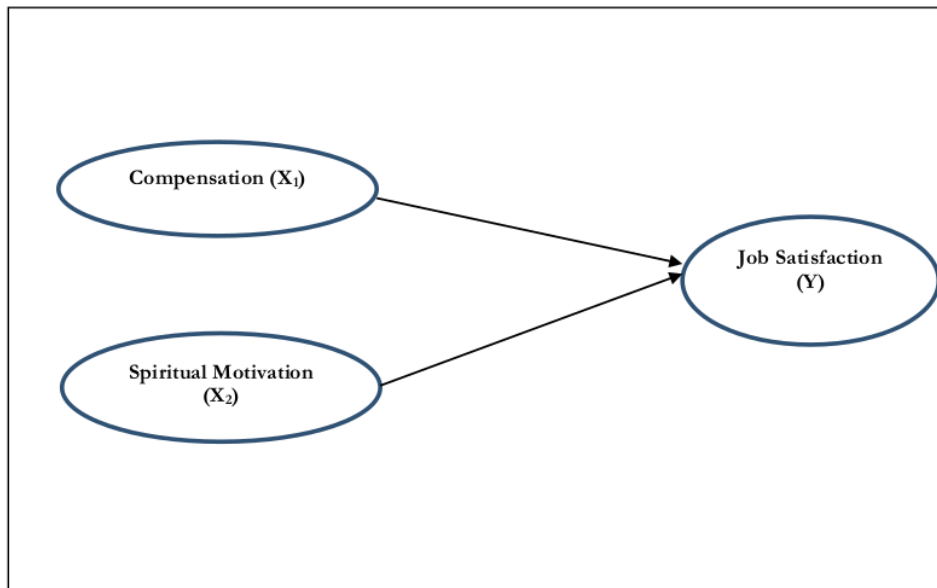 Compensation (X₁)
Job Satisfaction
(Y)
Spiritual Motivation
(X₂)